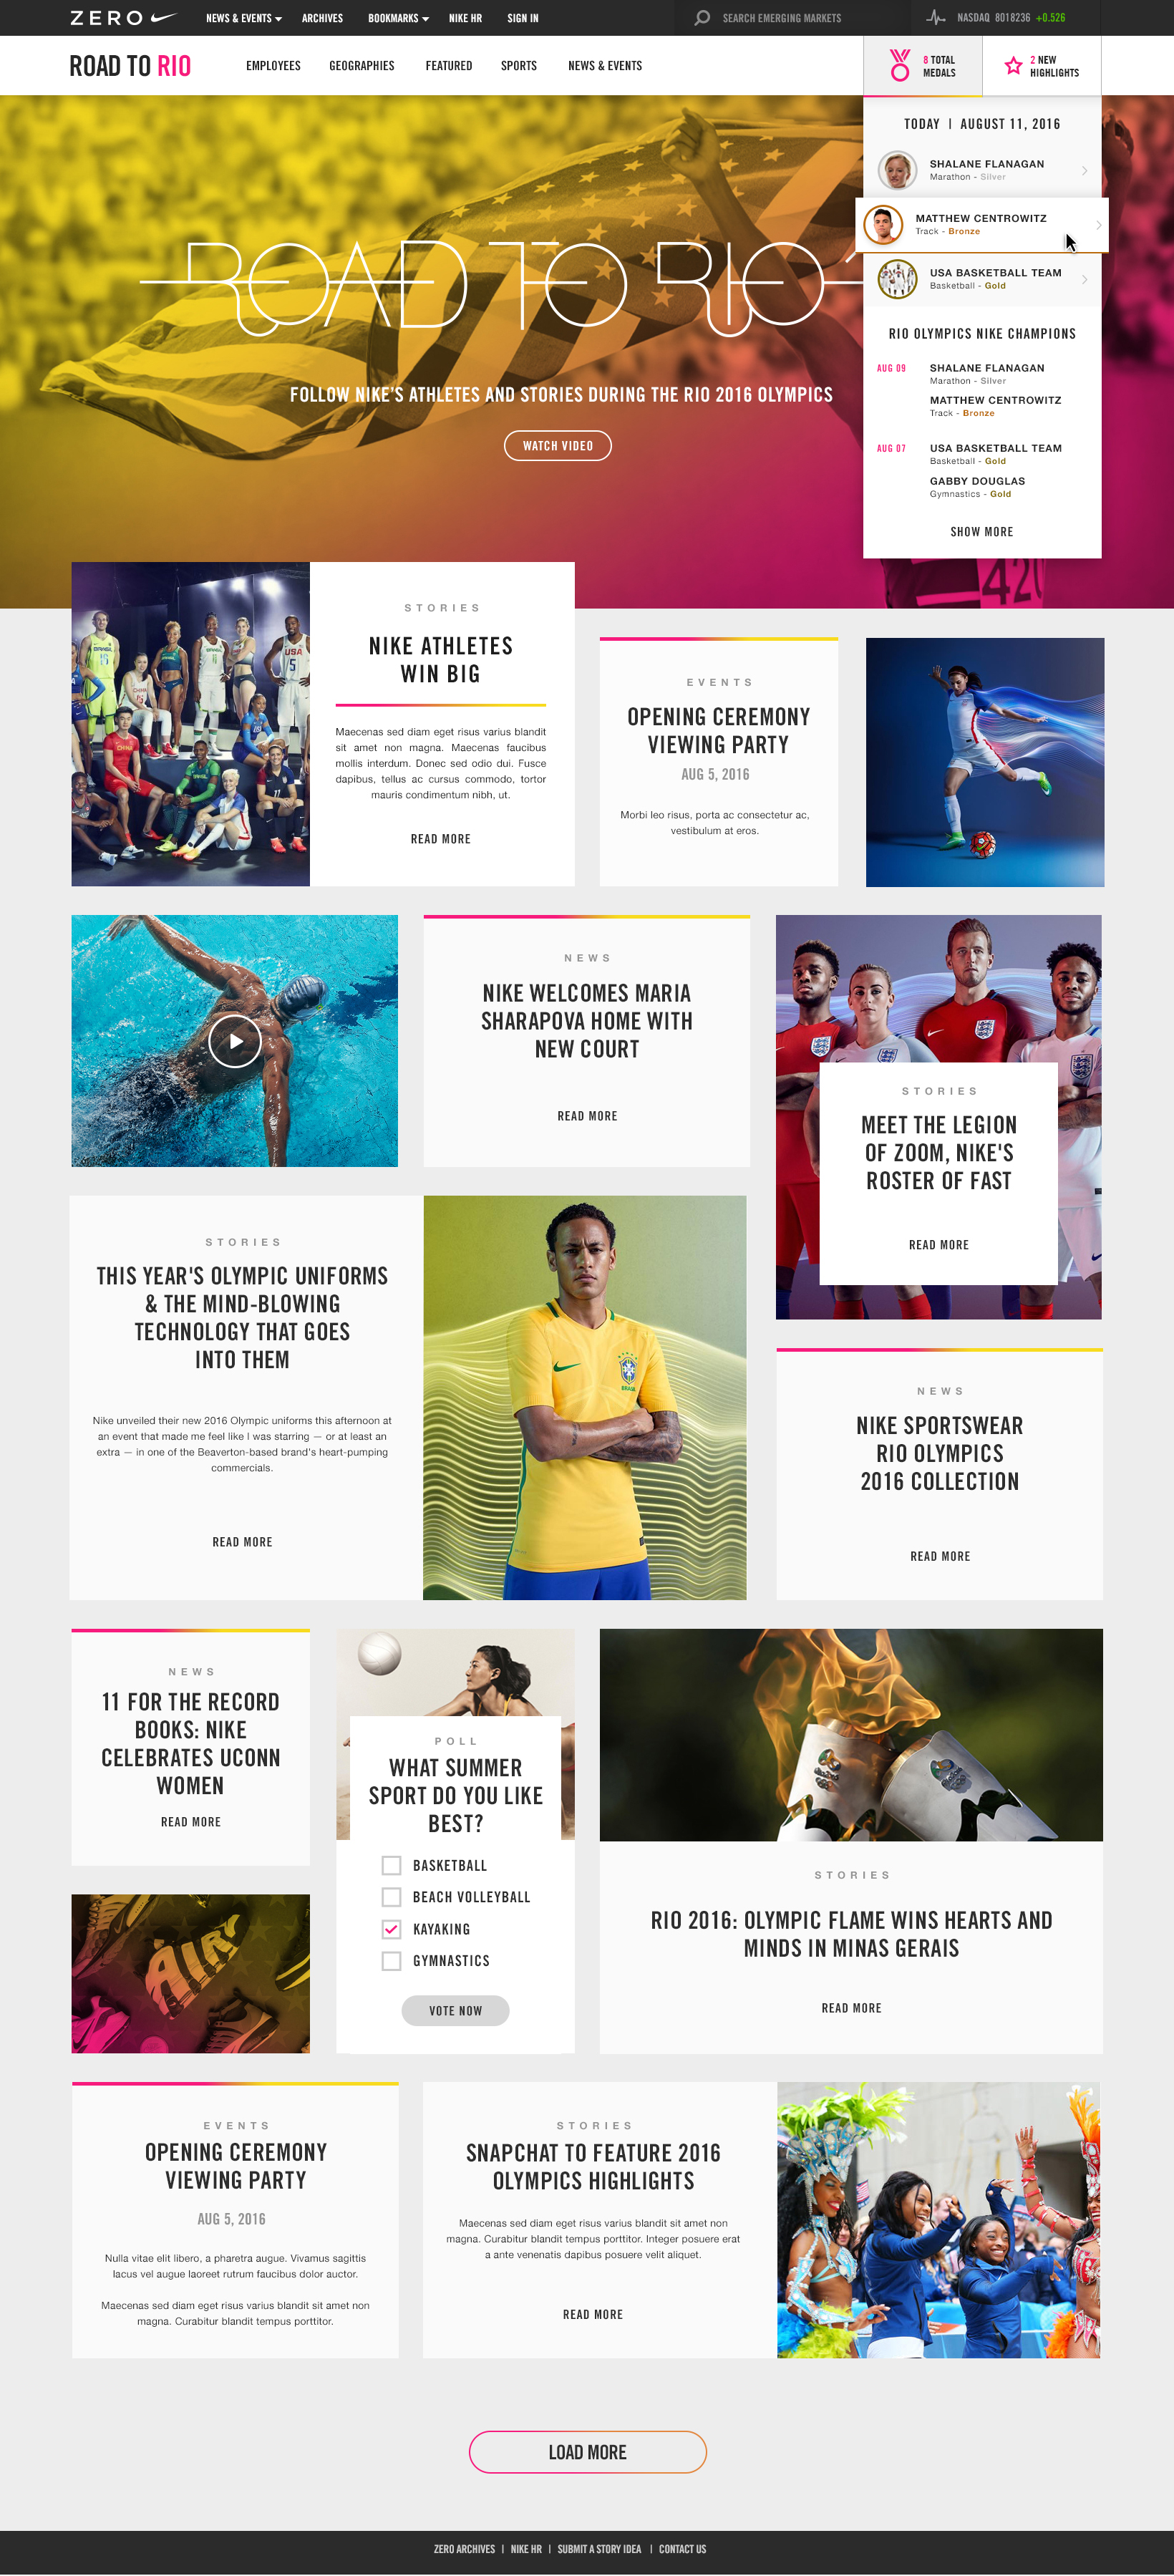 ZERO
NEWS & EVENTS
ARCHIVES
BOOKMARKS
NIKE HR
SIGN IN
SEARCH EMERGING MARKETS
NASDAQ 8018236 +0.526
ROAD TO RIO
EMPLOYEES
GEOGRAPHIES
FEATURED
SPORTS
NEWS & EVENTS
8 TOTAL
MEDALS
2 NEW
HIGHLIGHTS
ROAD TO RIO
FOLLOW NIKE'S ATHLETES AND STORIES DURING THE RIO 2016 OLYMPICS
WATCH VIDEO
TODAY | AUGUST 11, 2016
SHALANE FLANAGAN
Marathon - Silver
MATTHEW CENTROWITZ
Track - Bronze
USA BASKETBALL TEAM
Basketball - Gold
RIO OLYMPICS NIKE CHAMPIONS
AUG 09
SHALANE FLANAGAN
Marathon - Silver
MATTHEW CENTROWITZ
Track - Bronze
AUG 07
USA BASKETBALL TEAM
Basketball - Gold
GABBY DOUGLAS
Gymnastics - Gold
SHOW MORE
420
BRASIL
USA
5
CHINA
CHINA
STORIES
NIKE ATHLETES
WIN BIG
Maecenas sed diam eget risus varius blandit
sit amet non magna. Maecenas faucibus
mollis interdum. Donec sed odio dui. Fusce
dapibus, tellus ac cursus commodo, tortor
mauris condimentum nibh, ut.
READ MORE
EVENTS
OPENING CEREMONY
VIEWING PARTY
AUG 5, 2016
Morbi leo risus, porta ac consectetur ac,
vestibulum at eros.
NEWS
NIKE WELCOMES MARIA
SHARAPOVA HOME WITH
NEW COURT
READ MORE
STORIES
MEET THE LEGION
OF ZOOM, NIKE'S
ROSTER OF FAST
READ MORE
STORIES
THIS YEAR'S OLYMPIC UNIFORMS
& THE MIND-BLOWING
TECHNOLOGY THAT GOES
INTO THEM
Nike unveiled their new 2016 Olympic uniforms this afternoon at
an event that made me feel like I was starring — or at least an
extra — in one of the Beaverton-based brand's heart-pumping
commercials.
READ MORE
BRASIL
NEWS
NIKE SPORTSWEAR
RIO OLYMPICS
2016 COLLECTION
READ MORE
NEWS
11 FOR THE RECORD
BOOKS: NIKE
CELEBRATES UCONN
WOMEN
READ MORE
POLL
WHAT SUMMER
SPORT DO YOU LIKE
BEST?
BASKETBALL
BEACH VOLLEYBALL
KAYAKING
GYMNASTICS
VOTE NOW
STORIES
RIO 2016: OLYMPIC FLAME WINS HEARTS AND
MINDS IN MINAS GERAIS
READ MORE
AIR
EVENTS
OPENING CEREMONY
VIEWING PARTY
AUG 5, 2016
Nulla vitae elit libero, a pharetra augue. Vivamus sagittis
lacus vel augue laoreet rutrum faucibus dolor auctor.
Maecenas sed diam eget risus varius blandit sit amet non
magna. Curabitur blandit tempus porttitor.
STORIES
SNAPCHAT TO FEATURE 2016
OLYMPICS HIGHLIGHTS
Maecenas sed diam eget risus varius blandit sit amet non
magna. Curabitur blandit tempus porttitor. Integer posuere erat
a ante venenatis dapibus posuere velit aliquet.
READ MORE
LOAD MORE
ZERO ARCHIVES | NIKE HR | SUBMIT A STORY IDEA | CONTACT US